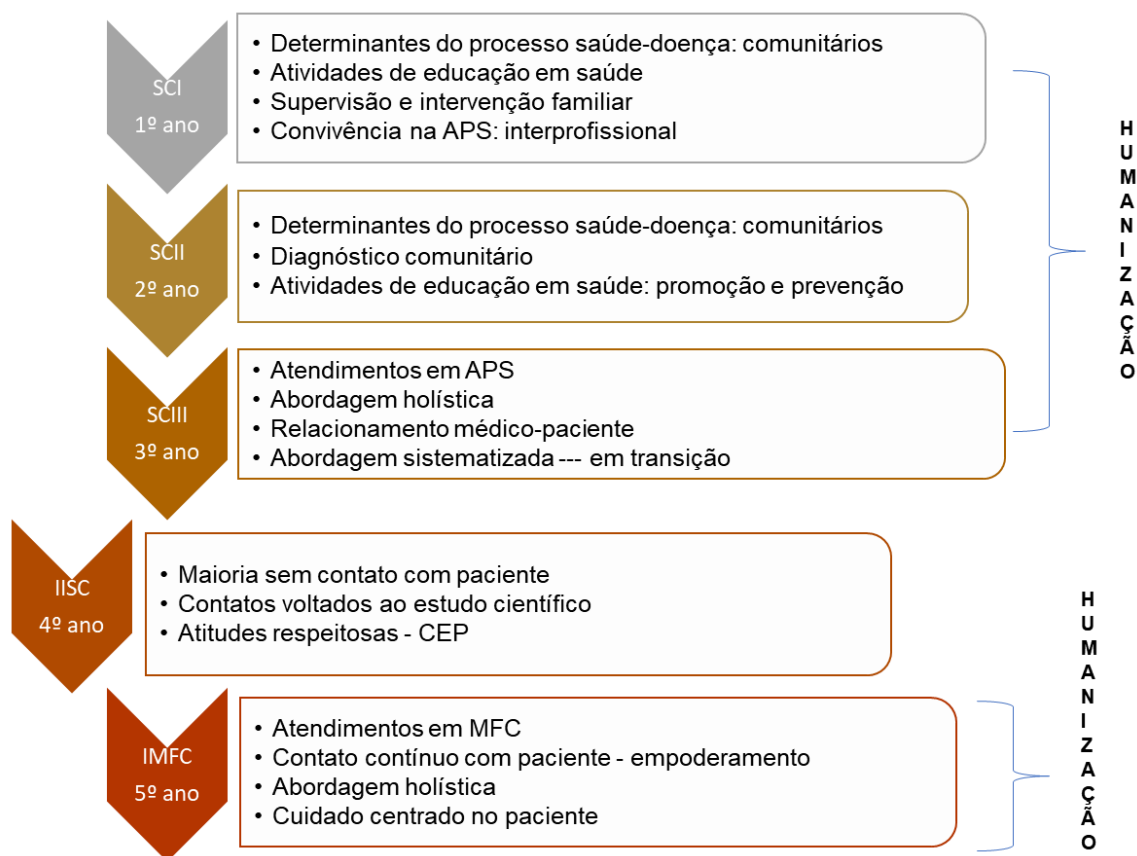 SCI
1º ano
• Determinantes do processo saúde-doença: comunitários
• Atividades de educação em saúde
• Supervisão e intervenção familiar
• Convivência na APS: interprofissional
SCII
2º ano
• Determinantes do processo saúde-doença: comunitários
• Diagnóstico comunitário
• Atividades de educação em saúde: promoção e prevenção
SCIII
3º ano
• Atendimentos em APS
• Abordagem holística
• Relacionamento médico-paciente
• Abordagem sistematizada --- em transição
HUMANIZAÇÃO
IISC
4º ano
• Maioria sem contato com paciente
• Contatos voltados ao estudo científico
• Atitudes respeitosas - CEP
IMFC
5º ano
• Atendimentos em MFC
• Contato contínuo com paciente - empoderamento
• Abordagem holística
• Cuidado centrado no paciente
HUMANIZAÇÃO